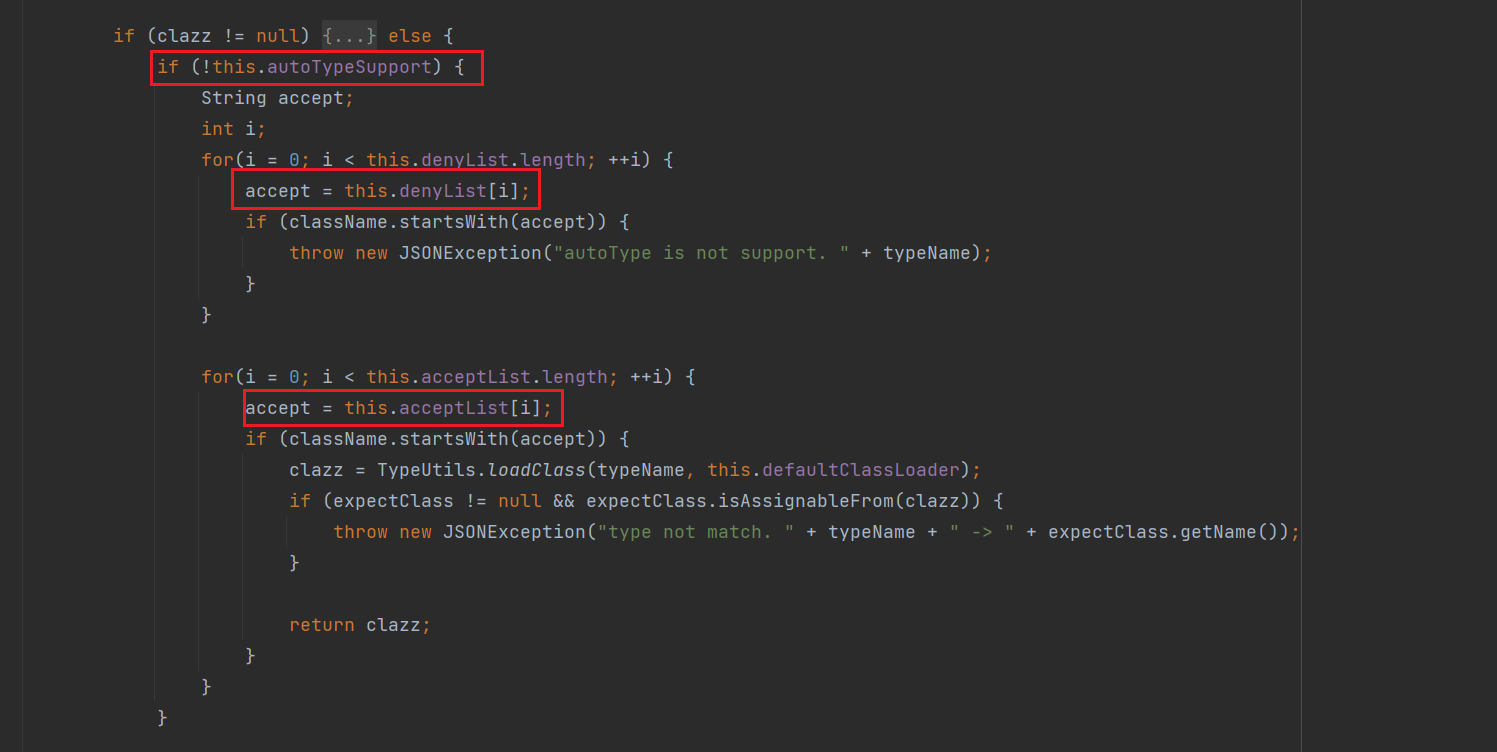 if (clazz != null) {...} else {
if (!this.autoTypeSupport) {
String accept;
int i;
for(i = 0; i < this.denyList.length; ++i) {
accept = this.denyList[i];
if (className.startsWith(accept)) {
throw new JSONException("autoType is not support. " + typeName);
}
}
for(i = 0; i < this.acceptList.length; ++i) {
accept = this.acceptList[i];
if (className.startsWith(accept)) {
clazz = TypeUtils.loadClass(typeName, this.defaultClassLoader);
if (expectClass != null && expectClass.isAssignableFrom(clazz)) {
throw new JSONException("type not match. " + typeName + " -> " + expectClass.getName());
}
return clazz;
}
}
}